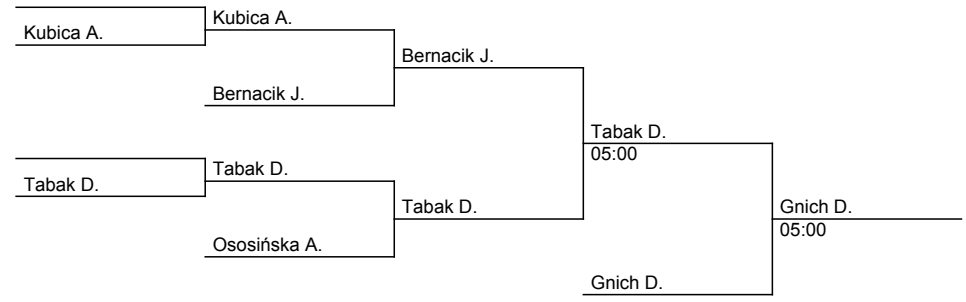 Kubica A.
Kubica A.
Bernacik J.
Bernacik J.
Tabak D.
05:00
Tabak D.
Tabak D.
Tabak D.
Gnich D.
05:00
Ososińska A.
Gnich D.